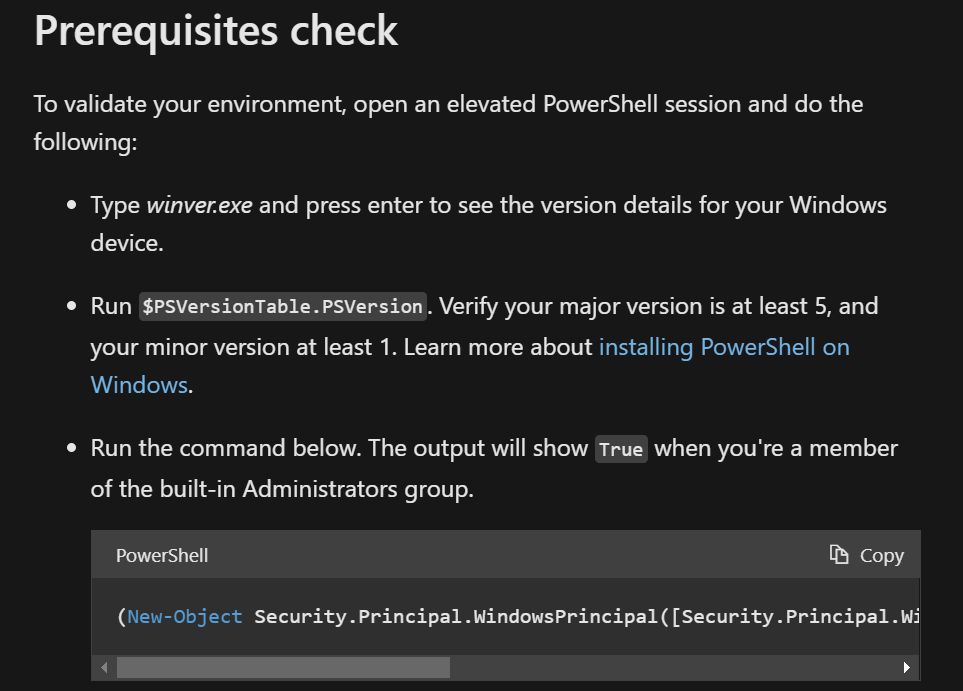 Prerequisites check
To validate your environment, open an elevated PowerShell session and do the
following:
Type winver.exe and press enter to see the version details for your Windows
device.
Run $PSVersionTable.PSVersion. Verify your major version is at least 5, and
your minor version at least 1. Learn more about installing PowerShell on
Windows.
Run the command below. The output will show True when you're a member
of the built-in Administrators group.
PowerShell Copy
(New-Object Security.Principal.WindowsPrincipal([Security.Principal.Wi